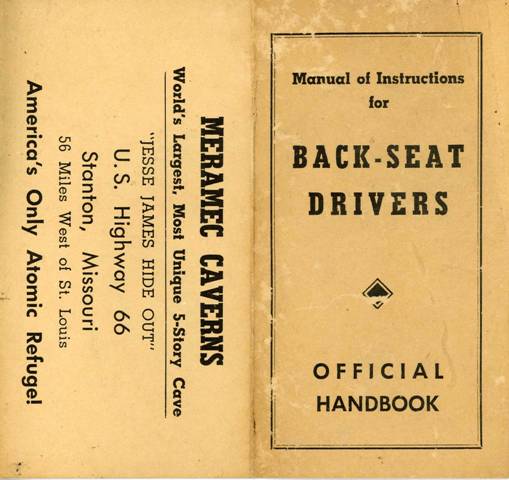 MERAMEC CAVERNS
World's Largest, Most Unique 5-Story Cave
"JESSE JAMES HIDE OUT"
U. S. Highway 66
Stanton, Missouri
56 Miles West of St. Louis
America's Only Atomic Refuge!
Manual of Instructions
for
BACK-SEAT
DRIVERS
OFFICIAL
HANDBOOK